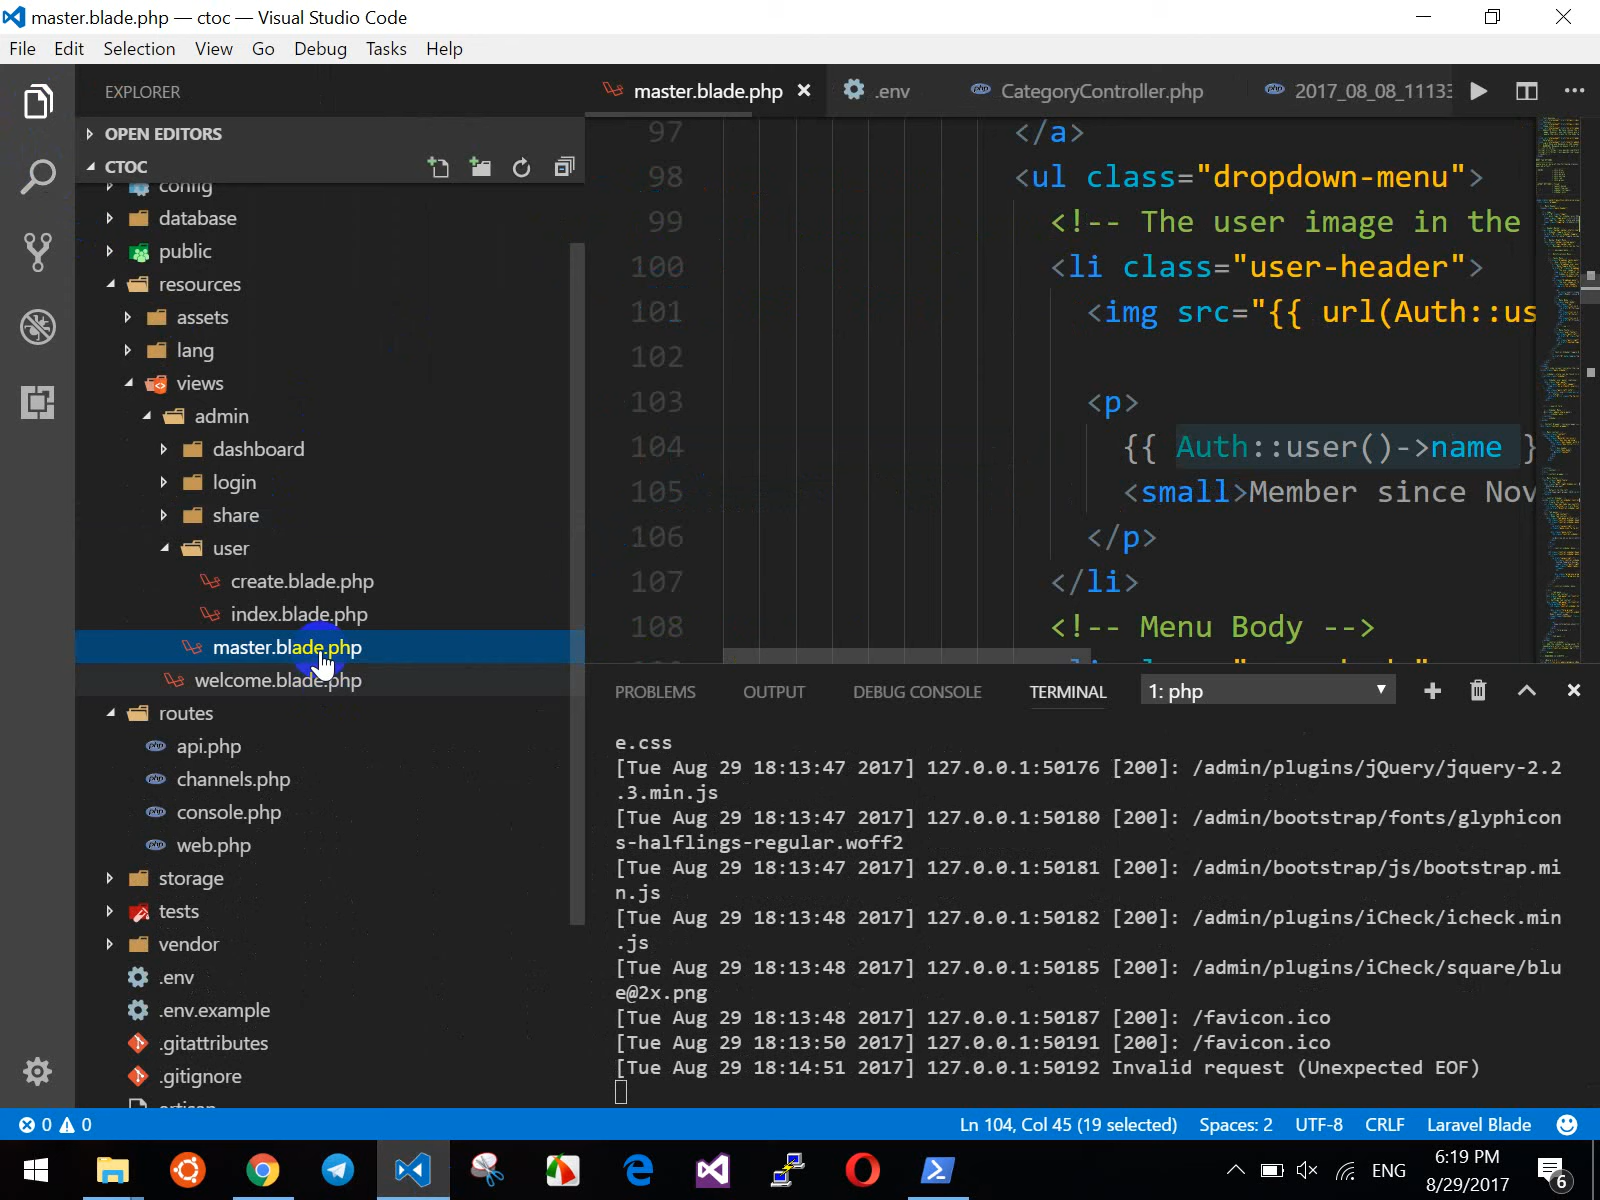 master.blade.php — ctoc — Visual Studio Code
File Edit Selection View Go Debug Tasks Help
EXPLORER
OPEN EDITORS
CTOC
config
database
public
resources
assets
lang
views
admin
dashboard
login
share
user
create.blade.php
index.blade.php
master.blade.php
welcome.blade.php
routes
api.php
channels.php
console.php
web.php
storage
tests
vendor
.env
.env.example
.gitattributes
.gitignore
master.blade.php .env CategoryController.php 2017_08_08_11133
97 </a>
98 <ul class="dropdown-menu">
99 <!-- The user image in the
100 <li class="user-header">
101 <img src="{{ url(Auth::us
102
103 <p>
104 {{ Auth::user()->name }
105 <small>Member since Nov
106 </p>
107 </li>
108 <!-- Menu Body -->
PROBLEMS OUTPUT DEBUG CONSOLE TERMINAL 1: php
e.css
[Tue Aug 29 18:13:47 2017] 127.0.0.1:50176 [200]: /admin/plugins/jQuery/jquery-2.2
.3.min.js
[Tue Aug 29 18:13:47 2017] 127.0.0.1:50180 [200]: /admin/bootstrap/fonts/glyphicon
s-halflings-regular.woff2
[Tue Aug 29 18:13:47 2017] 127.0.0.1:50181 [200]: /admin/bootstrap/js/bootstrap.mi
n.js
[Tue Aug 29 18:13:48 2017] 127.0.0.1:50182 [200]: /admin/plugins/iCheck/icheck.min
.js
[Tue Aug 29 18:13:48 2017] 127.0.0.1:50185 [200]: /admin/plugins/iCheck/square/blu
e@2x.png
[Tue Aug 29 18:13:48 2017] 127.0.0.1:50187 [200]: /favicon.ico
[Tue Aug 29 18:13:50 2017] 127.0.0.1:50191 [200]: /favicon.ico
[Tue Aug 29 18:14:51 2017] 127.0.0.1:50192 Invalid request (Unexpected EOF)
0 0 Ln 104, Col 45 (19 selected) Spaces: 2 UTF-8 CRLF Laravel Blade
ENG
6:19 PM
8/29/2017
6